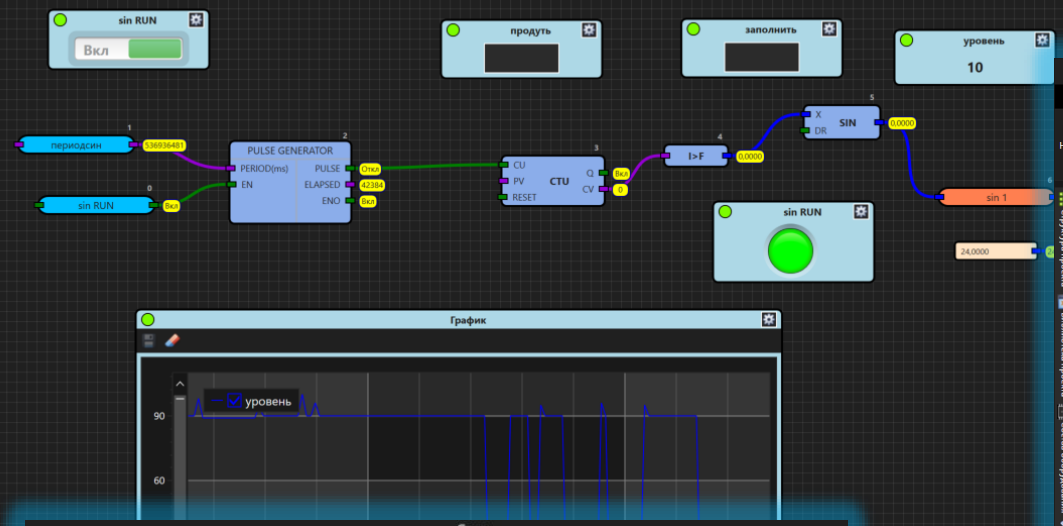 sin RUN
Вкл
продуть
заполнить
уровень
10
1
периодсин
536936481
0
sin RUN
Вкл
2
PULSE GENERATOR
PERIOD(ms)
PULSE
Откл
EN
ELAPSED
42384
ENO
Вкл
3
CU
PV
CTU
RESET
Q
Вкл
CV
0
4
I>F
0,0000
5
X
SIN
DR
0,0000
6
sin 1
24,0000
sin RUN
График
уровень
90
60